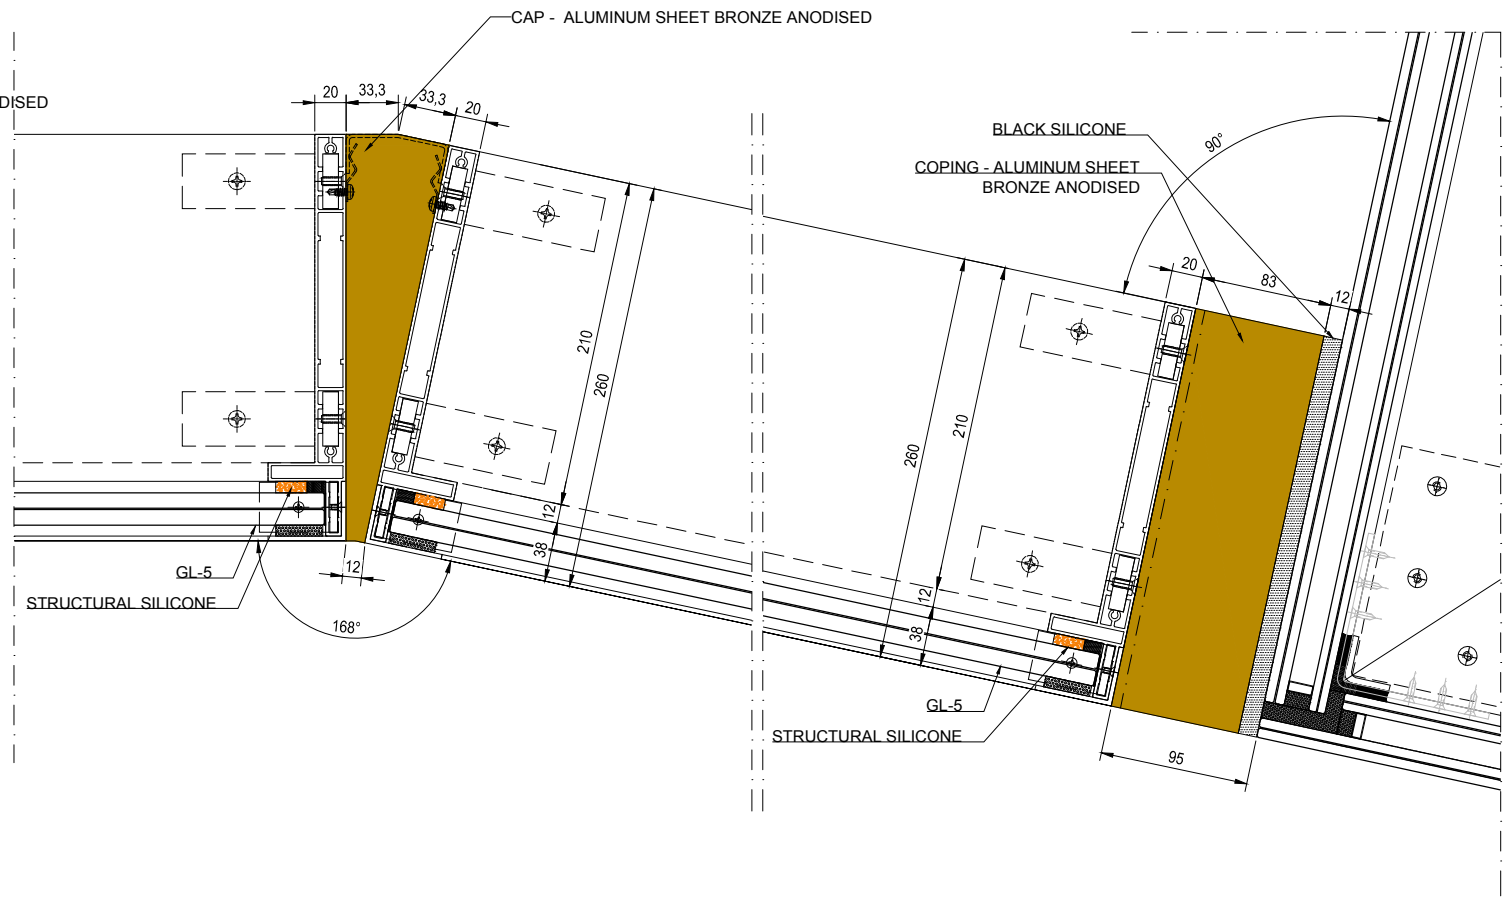 CAP - ALUMINUM SHEET BRONZE ANODISED
DISED
20
33,3
33,3
20
BLACK SILICONE
90°
COPING - ALUMINUM SHEET
BRONZE ANODISED
20
83
12
210
260
210
260
12
38
12
38
12
GL-5
STRUCTURAL SILICONE
168°
GL-5
STRUCTURAL SILICONE
95